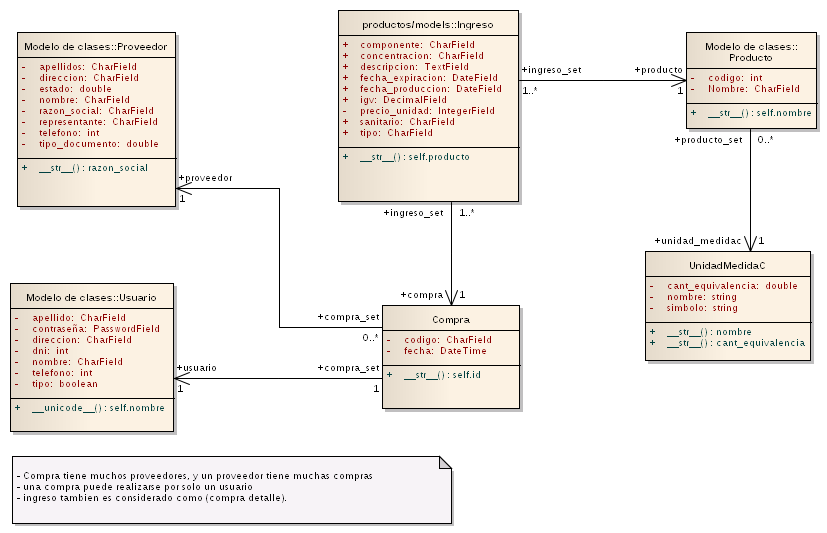 Modelo de clases::Proveedor
- apellidos: CharField
- direccion: CharField
- estado: double
- nombre: CharField
- razon_social: CharField
- representante: CharField
- telefono: int
- tipo_documento: double
+ __str__() : razon_social
productos/models::Ingreso
+ componente: CharField
+ concentracion: CharField
+ descripcion: TextField
+ fecha_expiracion: DateField
+ fecha_produccion: DateField
+ igv: DecimalField
- precio_unidad: IntegerField
+ sanitario: CharField
+ tipo: CharField
+ __str__() : self.producto
+ingreso_set
1..*
+producto
1
Modelo de clases::
Producto
- codigo: int
- Nombre: CharField
+ __str__() : self.nombre
+producto_set
0..*
+unidad_medidac
1
UnidadMedidaC
- cant_equivalencia: double
- nombre: string
- simbolo: string
+ __str__() : nombre
+ __str__() : cant_equivalencia
+proveedor
1
+ingreso_set
1..*
+compra
1
+compra_set
0..*
Compra
- codigo: CharField
- fecha: DateTime
+ __str__() : self.id
Modelo de clases::Usuario
- apellido: CharField
- contraseña: PasswordField
- direccion: CharField
- dni: int
- nombre: CharField
- telefono: int
- tipo: boolean
+ __unicode__() : self.nombre
+usuario
1
+compra_set
1
- Compra tiene muchos proveedores, y un proveedor tiene muchas compras
- una compra puede realizarse por solo un usuario
- ingreso tambien es considerado como (compra detalle).